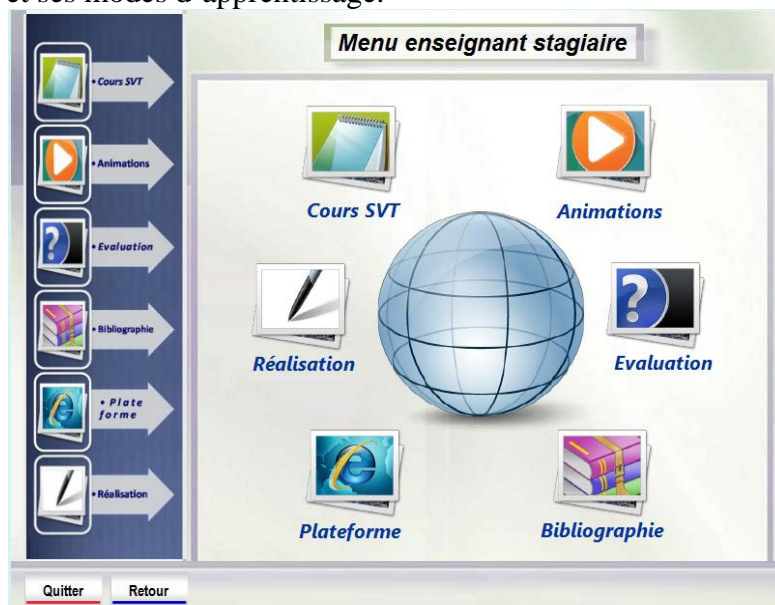 et ses modes d'apprentissage.
Menu enseignant stagiaire
• Cours SVT
• Animations
• Evaluation
• Bibliographie
• Plate
forme
• Réalisation
Cours SVT
Animations
Réalisation
Evaluation
Plateforme
Bibliographie
Quitter
Retour